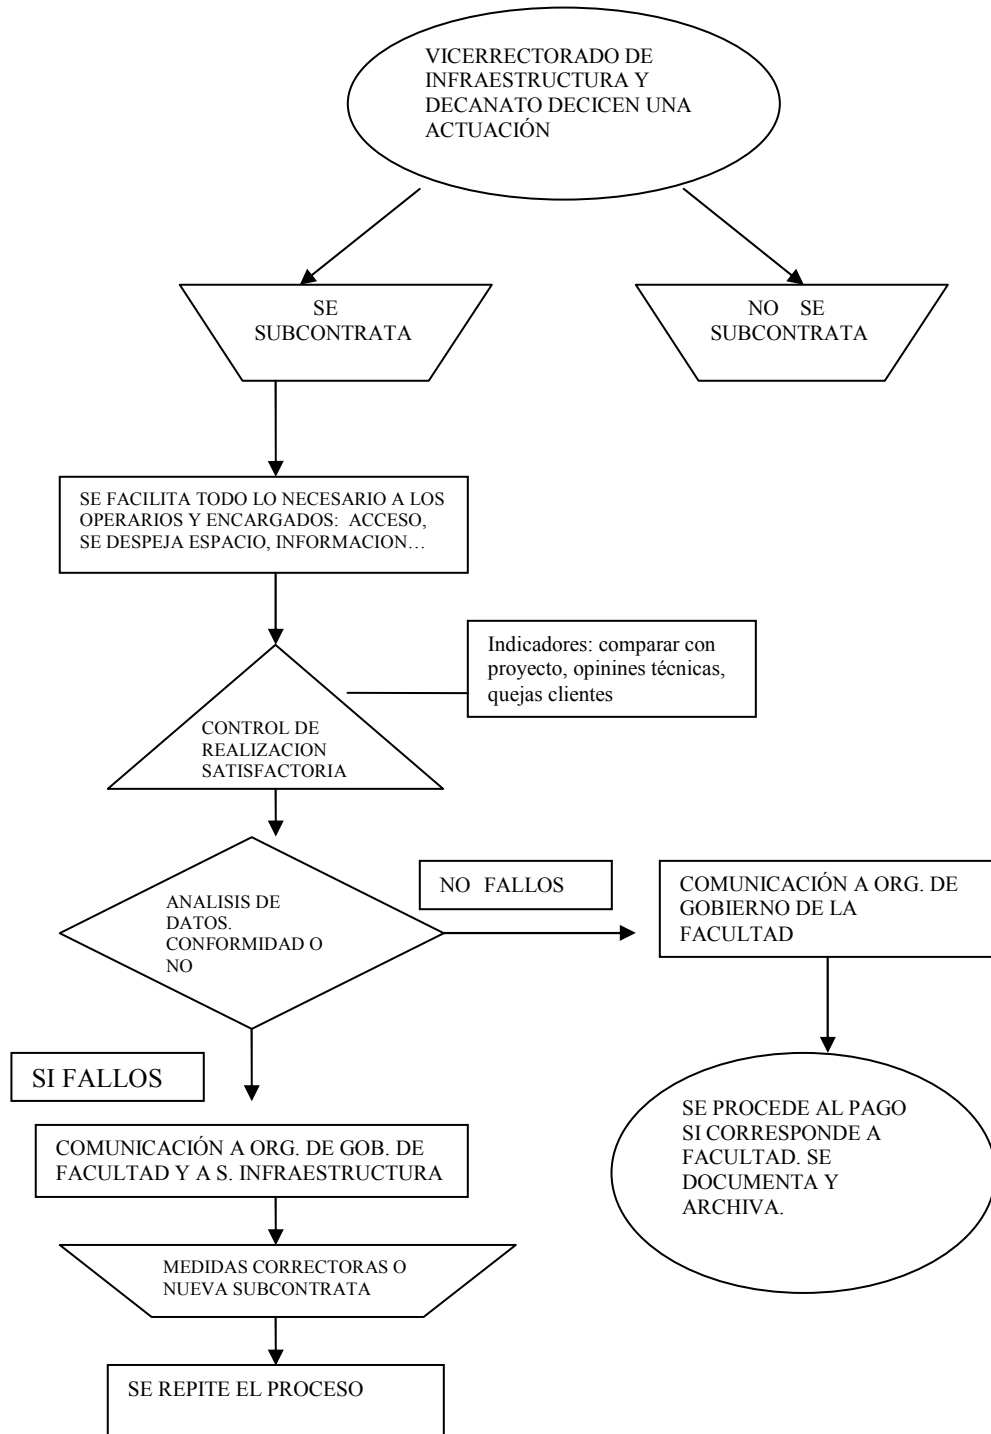 VICERRECTORADO DE
INFRAESTRUCTURA Y
DECANATO DECICEN UNA
ACTUACIÓN
SE
SUBCONTRATA
NO SE
SUBCONTRATA
SE FACILITA TODO LO NECESARIO A LOS
OPERARIOS Y ENCARGADOS: ACCESO,
SE DESPEJA ESPACIO, INFORMACION…
Indicadores: comparar con
proyecto, opinines técnicas,
quejas clientes
CONTROL DE
REALIZACION
SATISFACTORIA
ANALISIS DE
DATOS.
CONFORMIDAD O
NO
NO FALLOS
COMUNICACIÓN A ORG. DE
GOBIERNO DE LA
FACULTAD
SI FALLOS
SE PROCEDE AL PAGO
SI CORRESPONDE A
FACULTAD. SE
DOCUMENTA Y
ARCHIVA.
COMUNICACIÓN A ORG. DE GOB. DE
FACULTAD Y A S. INFRAESTRUCTURA
MEDIDAS CORRECTORAS O
NUEVA SUBCONTRATA
SE REPITE EL PROCESO